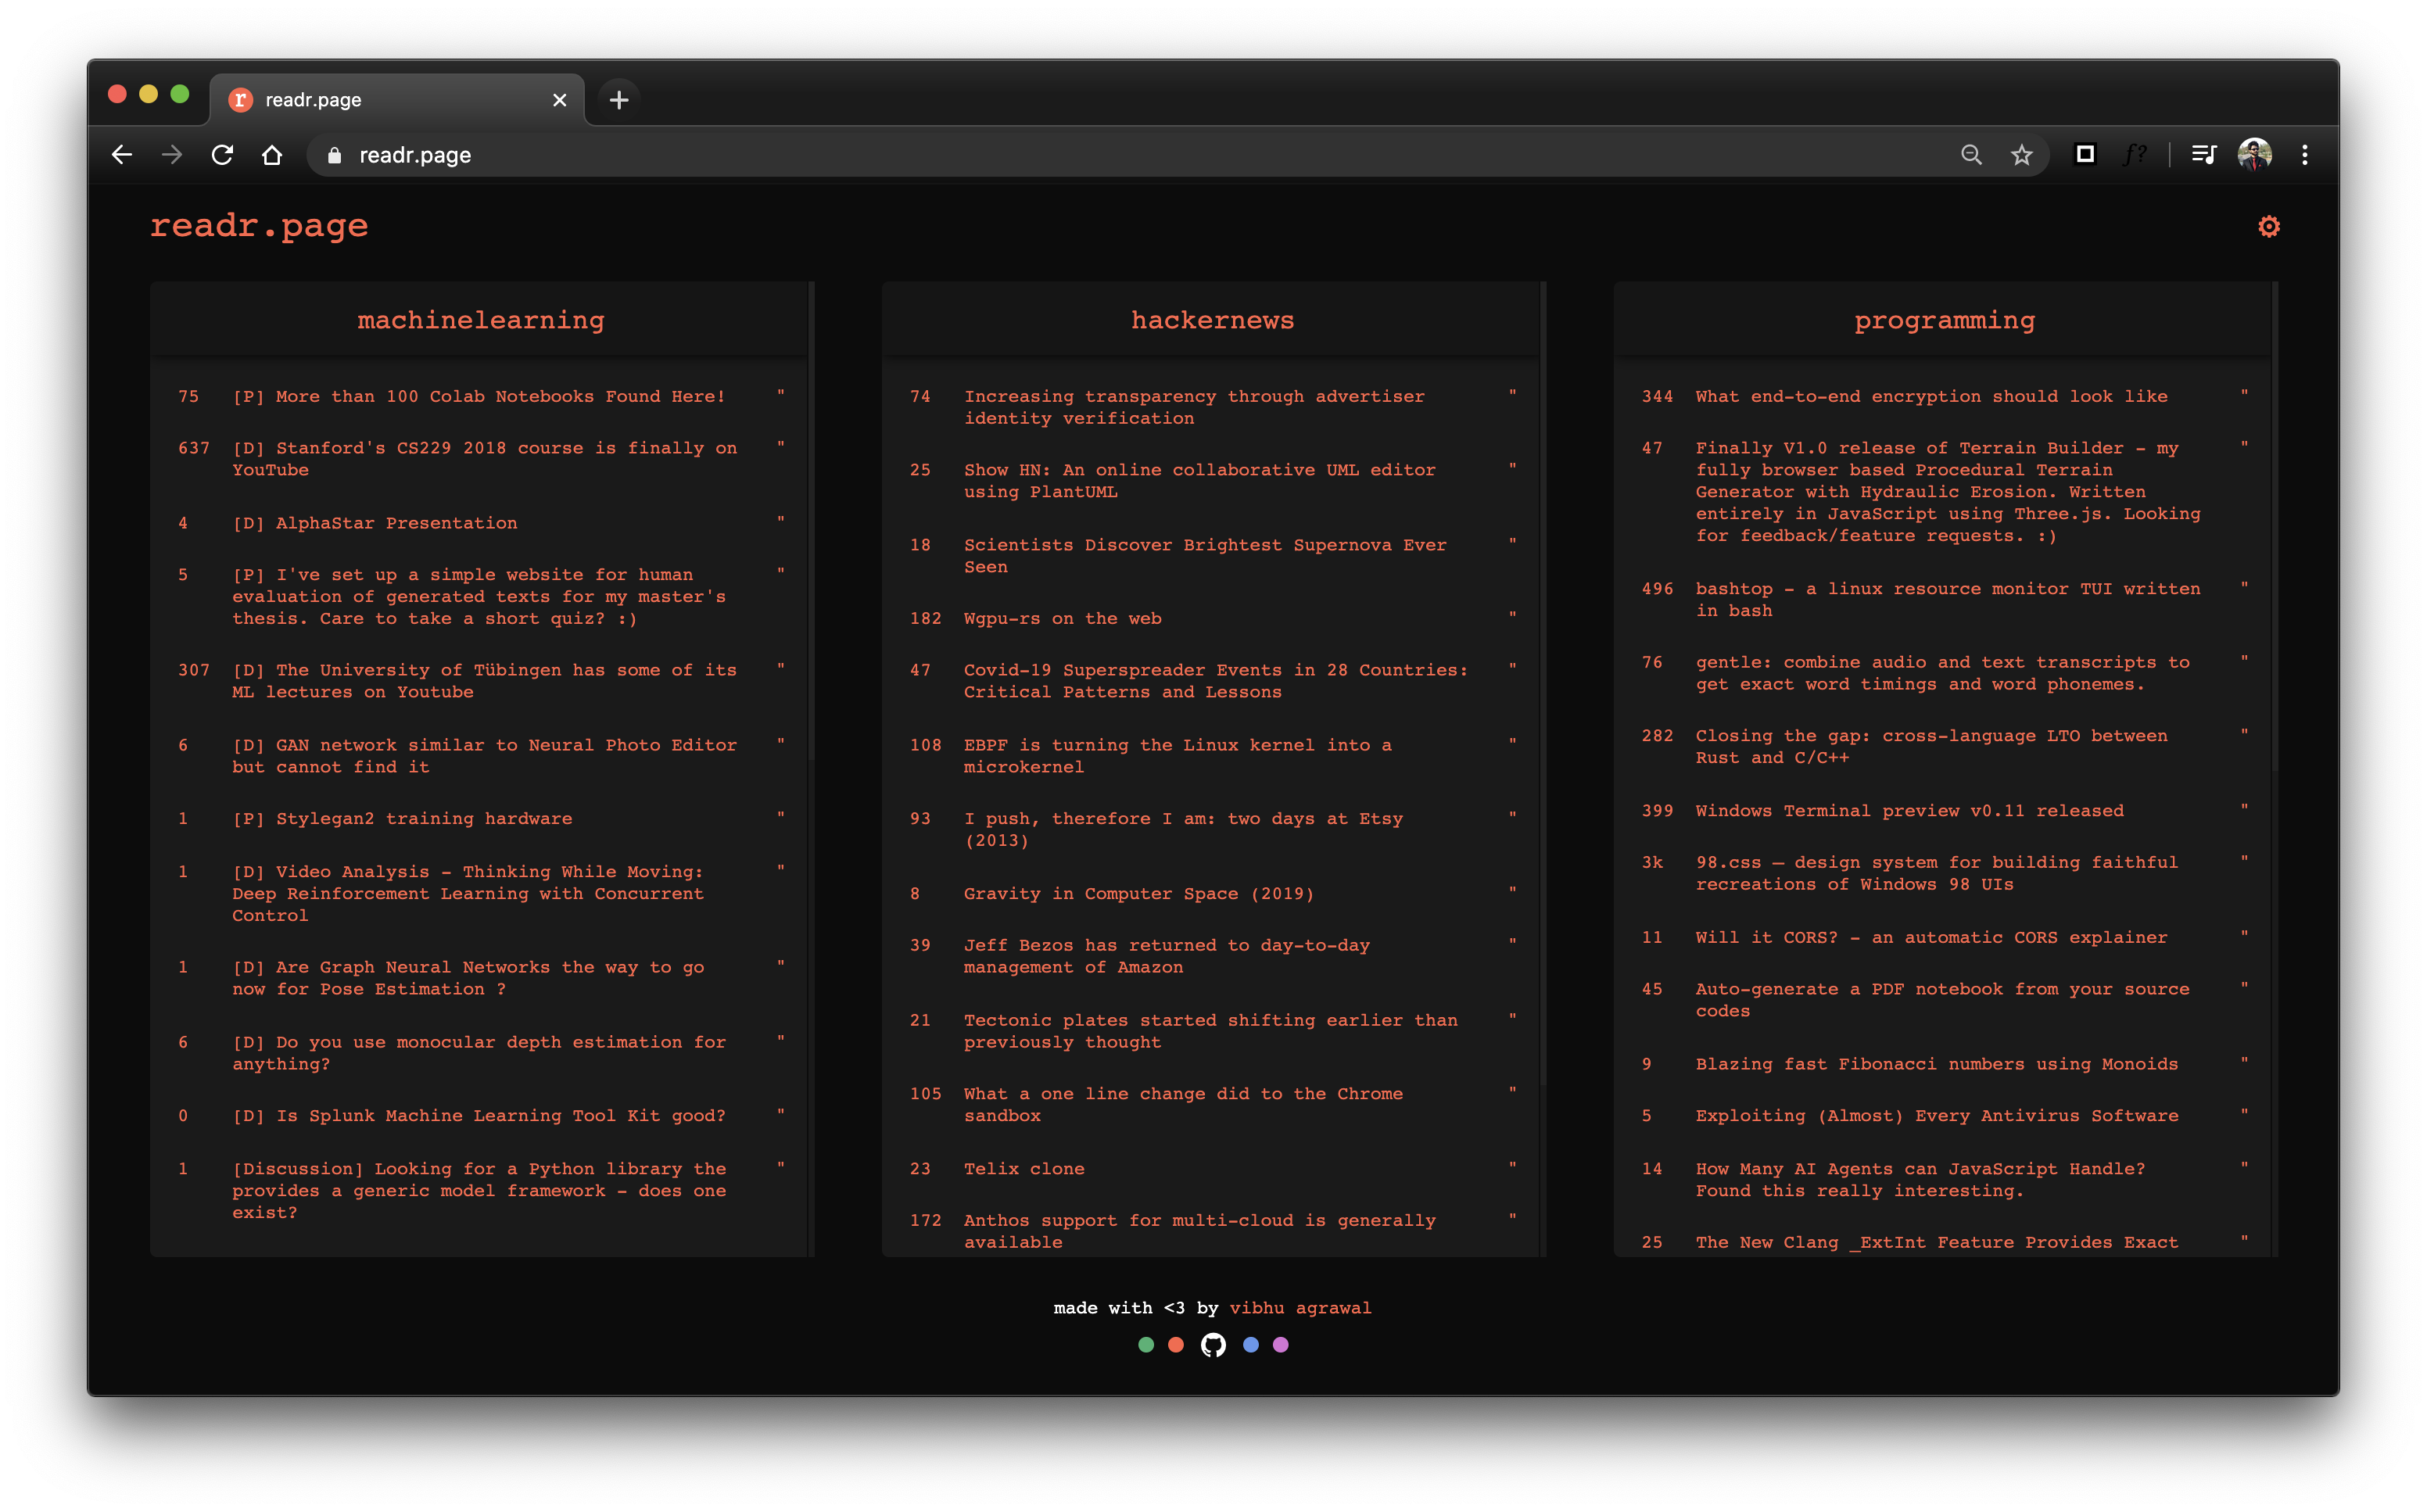 readr.page
readr.page
readr.page
machinelearning
75 [P] More than 100 Colab Notebooks Found Here! "
637 [D] Stanford's CS229 2018 course is finally on "
YouTube
4 [D] AlphaStar Presentation "
5 [P] I've set up a simple website for human "
evaluation of generated texts for my master's
thesis. Care to take a short quiz? :)
307 [D] The University of Tübingen has some of its "
ML lectures on Youtube
6 [D] GAN network similar to Neural Photo Editor "
but cannot find it
1 [P] Stylegan2 training hardware "
1 [D] Video Analysis - Thinking While Moving: "
Deep Reinforcement Learning with Concurrent
Control
1 [D] Are Graph Neural Networks the way to go "
now for Pose Estimation ?
6 [D] Do you use monocular depth estimation for "
anything?
0 [D] Is Splunk Machine Learning Tool Kit good? "
1 [Discussion] Looking for a Python library the "
provides a generic model framework - does one
exist?
hackernews
74 Increasing transparency through advertiser "
identity verification
25 Show HN: An online collaborative UML editor "
using PlantUML
18 Scientists Discover Brightest Supernova Ever "
Seen
182 Wgpu-rs on the web "
47 Covid-19 Superspreader Events in 28 Countries: "
Critical Patterns and Lessons
108 EBPF is turning the Linux kernel into a "
microkernel
93 I push, therefore I am: two days at Etsy "
(2013)
8 Gravity in Computer Space (2019) "
39 Jeff Bezos has returned to day-to-day "
management of Amazon
21 Tectonic plates started shifting earlier than "
previously thought
105 What a one line change did to the Chrome "
sandbox
23 Telix clone "
172 Anthos support for multi-cloud is generally "
available
programming
344 What end-to-end encryption should look like "
47 Finally V1.0 release of Terrain Builder - my "
fully browser based Procedural Terrain
Generator with Hydraulic Erosion. Written
entirely in JavaScript using Three.js. Looking
for feedback/feature requests. :)
496 bashtop - a linux resource monitor TUI written "
in bash
76 gentle: combine audio and text transcripts to "
get exact word timings and word phonemes.
282 Closing the gap: cross-language LTO between "
Rust and C/C++
399 Windows Terminal preview v0.11 released "
3k 98.css — design system for building faithful "
recreations of Windows 98 UIs
11 Will it CORS? - an automatic CORS explainer "
45 Auto-generate a PDF notebook from your source "
codes
9 Blazing fast Fibonacci numbers using Monoids "
5 Exploiting (Almost) Every Antivirus Software "
14 How Many AI Agents can JavaScript Handle? "
Found this really interesting.
25 The New Clang _ExtInt Feature Provides Exact "
made with <3 by vibhu agrawal